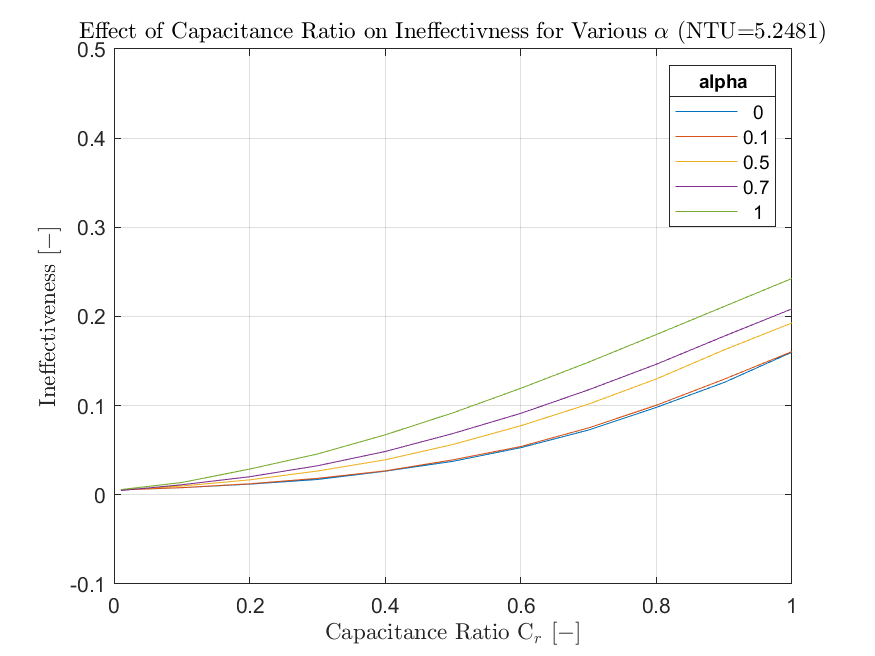 Effect of Capacitance Ratio on Ineffectivness for Various α (NTU=5.2481)
0.5
0.4
0.3
0.2
0.1
0
-0.1
Ineffectiveness [−]
alpha
0
0.1
0.5
0.7
1
0 0.2 0.4 0.6 0.8 1
Capacitance Ratio Cᵣ [−]